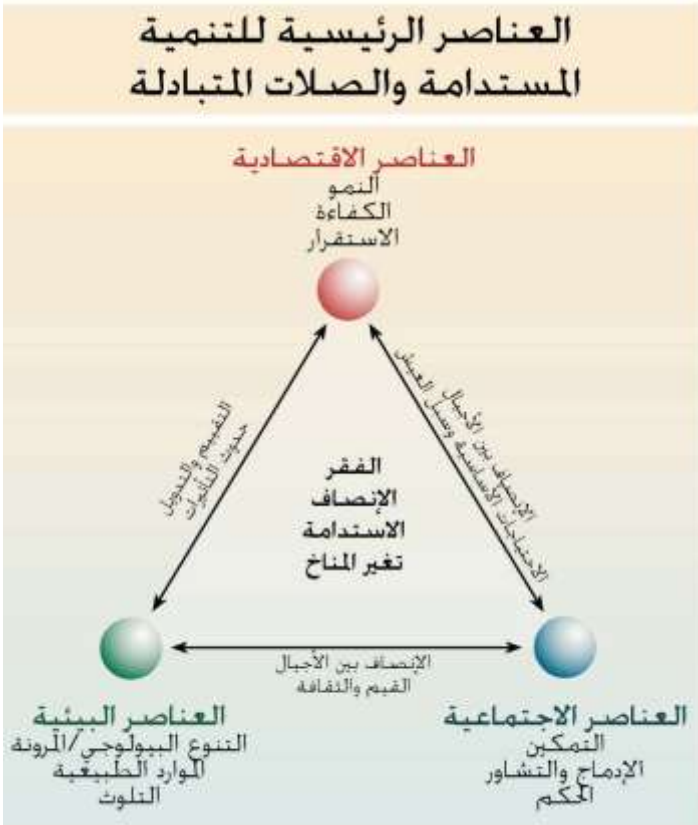 العناصر الرئيسية للتنمية
المستدامة والصلات المتبادلة
العناصر الاقتصادية
النمو
الكفاءة
الاستقرار
التقييم والتدويل
حدوث التأثيرات
الإنصاف بين الأجيال
الاحتياجات الأساسية وسبل العيش
الفقر
الإنصاف
الاستدامة
تغير المناخ
الإنصاف بين الأجيال
القيم والثقافة
العناصر الاجتماعية
التمكين
الإدماج والتشاور
الحكم
العناصر البيئية
التنوع البيولوجي/المرونة
الموارد الطبيعية
التلوث